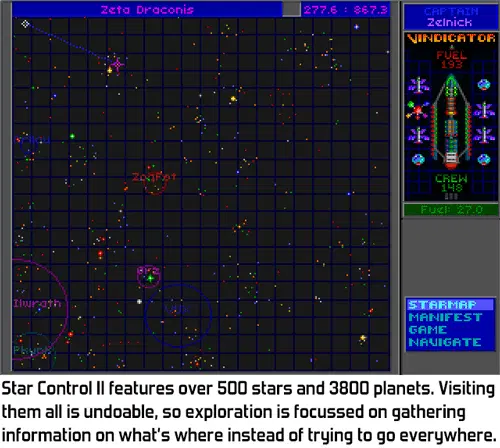 Zeta Draconis
277.6 : 867.3
CAPTAIN
Zelnick
VINDICATOR
FUEL
193
ZoqFot
Orz
Ilwrath
CREW
148
Fuel: 27.0
STARMAP
MANIFEST
GAME
NAVIGATE
Star Control II features over 500 stars and 3800 planets. Visiting
them all is undoable, so exploration is focussed on gathering
information on what's where instead of trying to go everywhere.